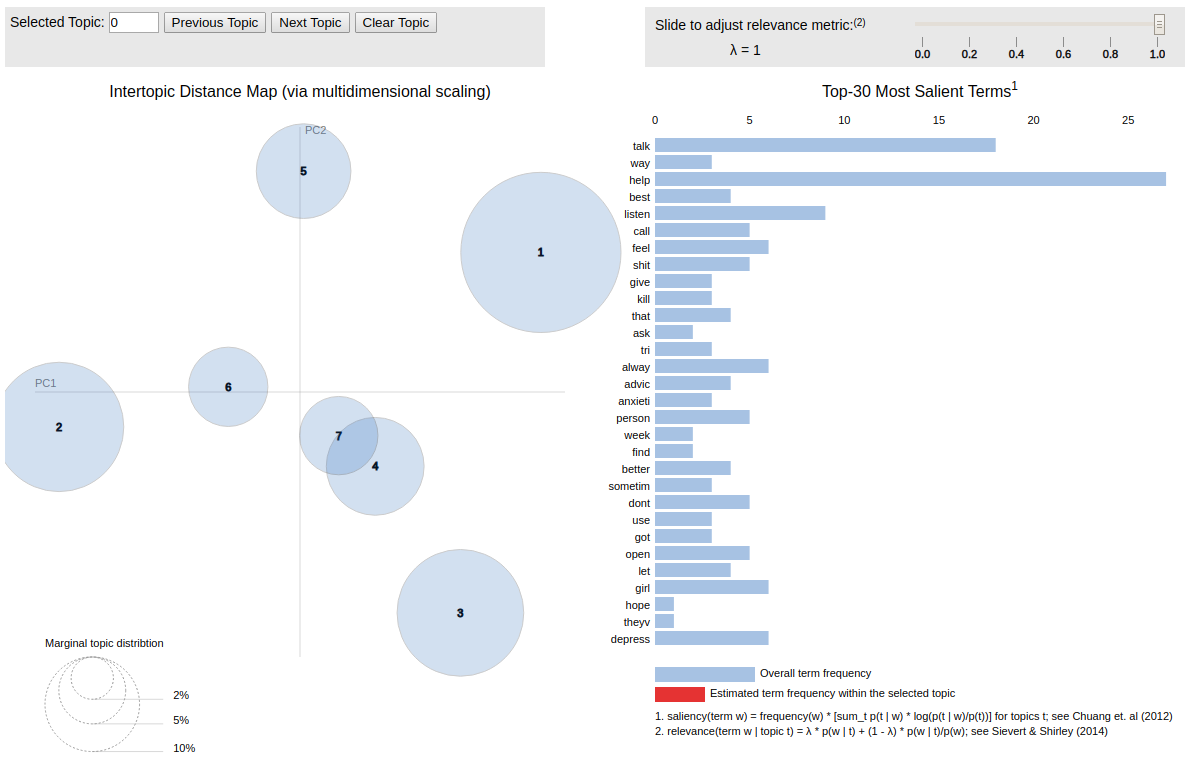 Selected Topic: 0 Previous Topic Next Topic Clear Topic
Slide to adjust relevance metric:(2)
λ = 1
0.0 0.2 0.4 0.6 0.8 1.0
Intertopic Distance Map (via multidimensional scaling)
PC2
PC1
5
1
6
2
7
4
3
Marginal topic distribtion
2%
5%
10%
Top-30 Most Salient Terms1
0 5 10 15 20 25
talk
way
help
best
listen
call
feel
shit
give
kill
that
ask
tri
alway
advic
anxieti
person
week
find
better
sometim
dont
use
got
open
let
girl
hope
theyv
depress
Overall term frequency
Estimated term frequency within the selected topic
1. saliency(term w) = frequency(w) * [sum_t p(t | w) * log(p(t | w)/p(t))] for topics t; see Chuang et. al (2012)
2. relevance(term w | topic t) = λ * p(w | t) + (1 - λ) * p(w | t)/p(w); see Sievert & Shirley (2014)